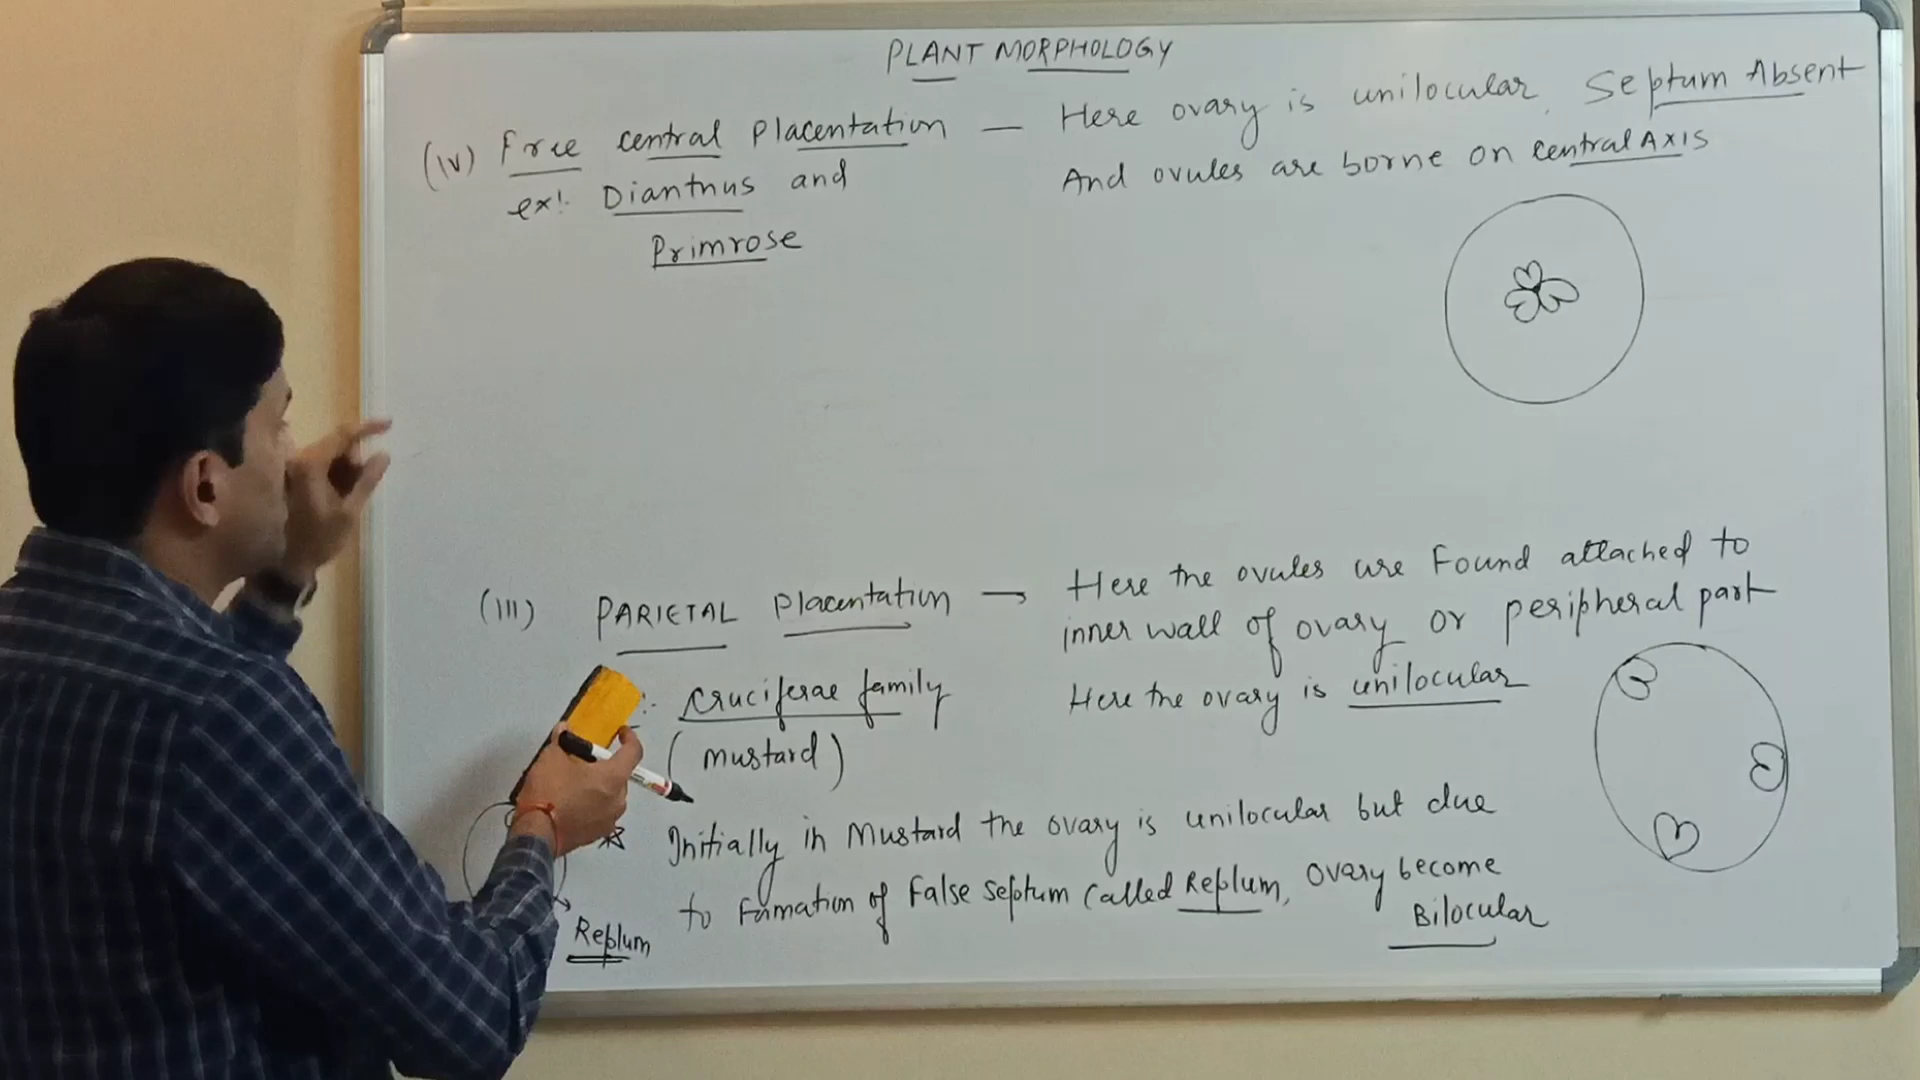 PLANT MORPHOLOGY
(iv) Free central Placentation — Here ovary is unilocular, Septum Absent
And ovules are borne on central Axis
ex:- Dianthus and
Primrose
(III) PARIETAL Placentation → Here the ovules are Found attached to
inner wall of ovary or peripheral part
Here the ovary is unilocular
:- Cruciferae family
(mustard)
Initially in Mustard the ovary is unilocular but due
to Formation of False septum called Replum, Ovary become
Bilocular
Replum